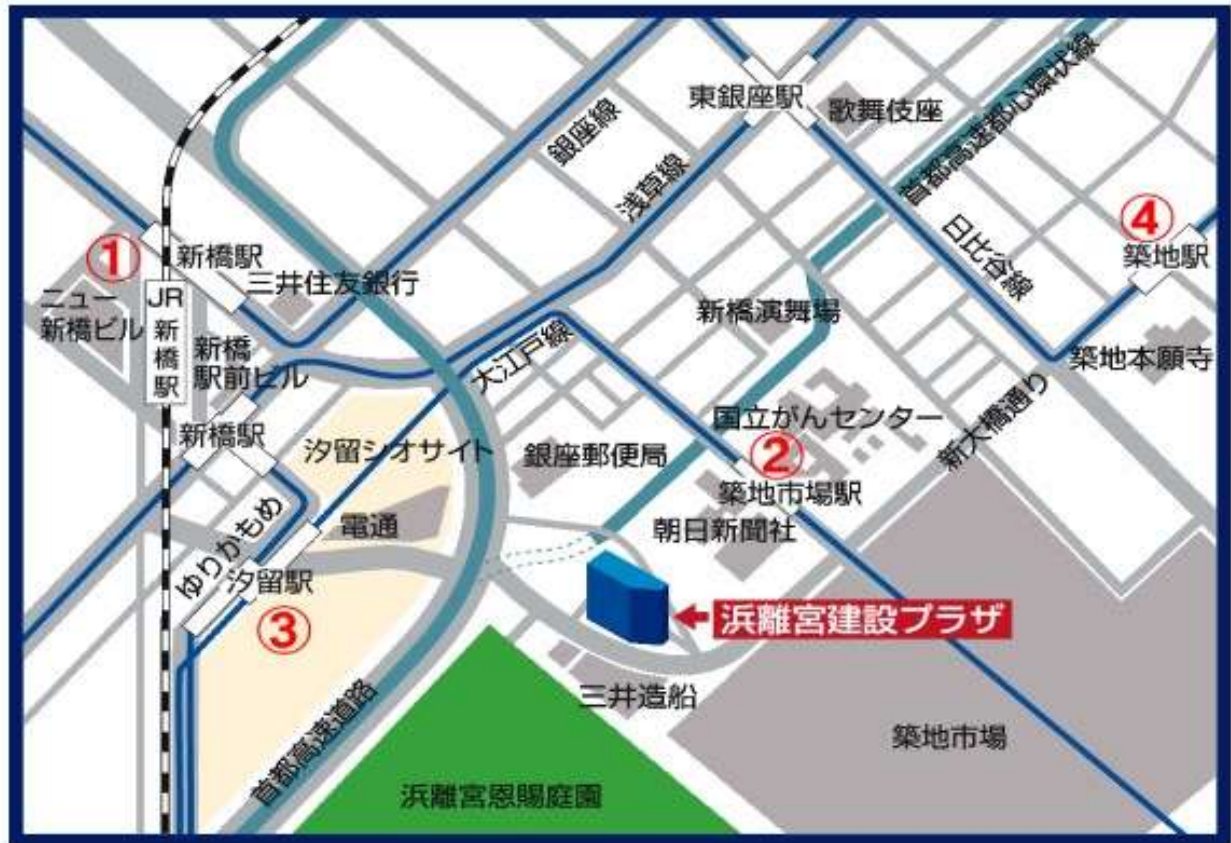 東銀座駅
歌舞伎座
首都高速都心環状線
銀座線
浅草線
④
築地駅
日比谷線
①
新橋駅
三井住友銀行
ニュー
新橋ビル
JR
新橋駅
新橋
駅前ビル
新橋演舞場
築地本願寺
大江戸線
新橋駅
汐留シオサイト
銀座郵便局
国立がんセンター
新大橋通り
②
築地市場駅
電通
朝日新聞社
ゆりかもめ
汐留駅
③
浜離宮建設プラザ
三井造船
首都高速道路
築地市場
浜離宮恩賜庭園